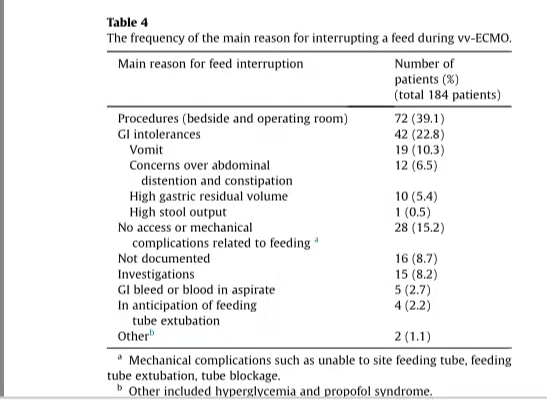 Table 4
The frequency of the main reason for interrupting a feed during vv-ECMO.
Main reason for feed interruption Number of
patients (%)
(total 184 patients)
Procedures (bedside and operating room) 72 (39.1)
GI intolerances 42 (22.8)
Vomit 19 (10.3)
Concerns over abdominal 12 (6.5)
distention and constipation
High gastric residual volume 10 (5.4)
High stool output 1 (0.5)
No access or mechanical 28 (15.2)
complications related to feeding a
Not documented 16 (8.7)
Investigations 15 (8.2)
GI bleed or blood in aspirate 5 (2.7)
In anticipation of feeding 4 (2.2)
tube extubation
Otherb 2 (1.1)
a Mechanical complications such as unable to site feeding tube, feeding
tube extubation, tube blockage.
b Other included hyperglycemia and propofol syndrome.